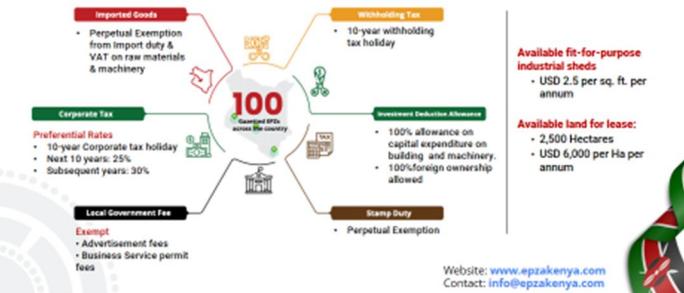 Imported Goods
• Perpetual Exemption
from Import duty &
VAT on raw materials
& machinery
Withholding Tax
• 10-year withholding
tax holiday
100
Gazetted EPZs
across the country
Corporate Tax
Preferential Rates
• 10-year Corporate tax holiday
• Next 10 years: 25%
• Subsequent years: 30%
Investment Deduction Allowance
• 100% allowance on
capital expenditure on
building and machinery.
• 100%foreign ownership
allowed
TAX
Local Government Fee
Exempt
• Advertisement fees
• Business Service permit
fees
Stamp Duty
• Perpetual Exemption
Available fit-for-purpose
industrial sheds
• USD 2.5 per sq. ft. per
annum
Available land for lease:
• 2,500 Hectares
• USD 6,000 per Ha per
annum
Website: www.epzakenya.com
Contact: info@epzakenya.com